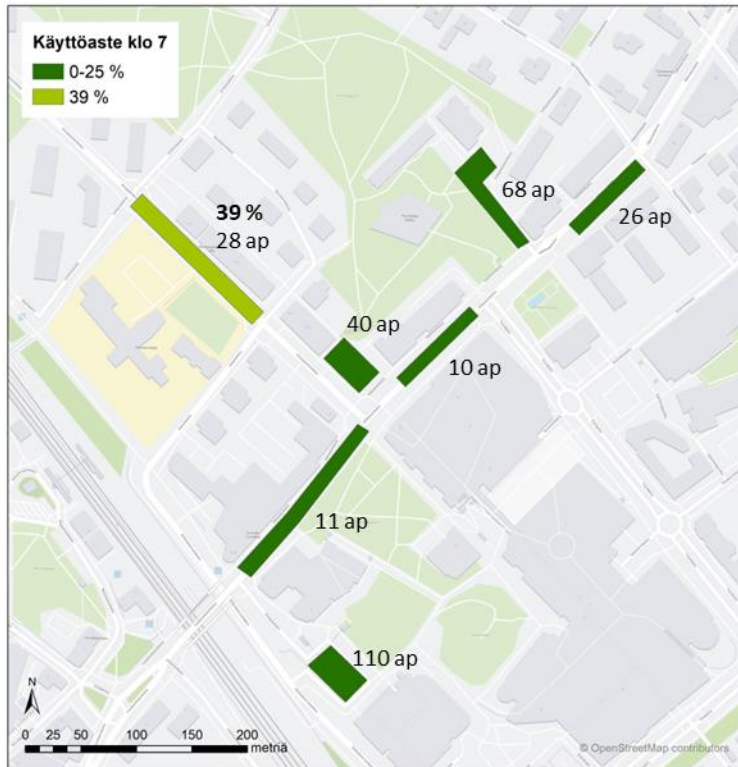 Käyttöaste klo 7
0-25 %
39 %
39 %
28 ap
68 ap
26 ap
40 ap
10 ap
11 ap
110 ap
N
0 25 50 100 150 200
metriä
© OpenStreetMap contributors